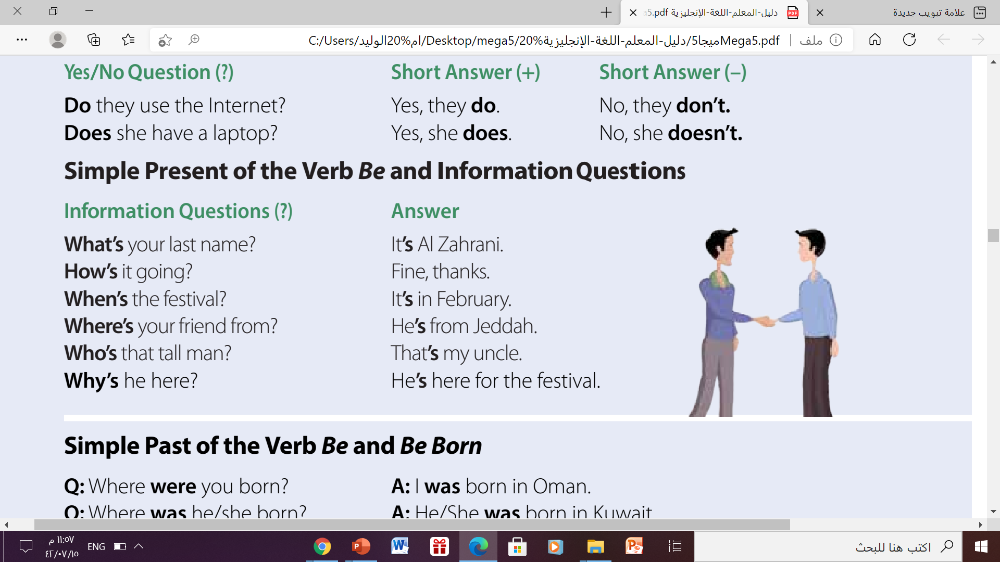 علامة تبويب جديدة
دليل-المعلم-اللغة-الإنجليزية a5.pdf
ملف
C:/Users/ام%20الوليد/Desktop/mega5/دليل-المعلم-اللغة-الإنجليزية%20ميجا5Mega5.pdf
Yes/No Question (?) Short Answer (+) Short Answer (–)
Do they use the Internet? Yes, they do. No, they don’t.
Does she have a laptop? Yes, she does. No, she doesn’t.
Simple Present of the Verb Be and Information Questions
Information Questions (?) Answer
What’s your last name? It’s Al Zahrani.
How’s it going? Fine, thanks.
When’s the festival? It’s in February.
Where’s your friend from? He’s from Jeddah.
Who’s that tall man? That’s my uncle.
Why’s he here? He’s here for the festival.
Simple Past of the Verb Be and Be Born
Q: Where were you born? A: I was born in Oman.
Q: Where was he/she born? A: He/She was born in Kuwait
١١:٥٧ م
ENG
٤٢/٠٧/١٥
اكتب هنا للبحث